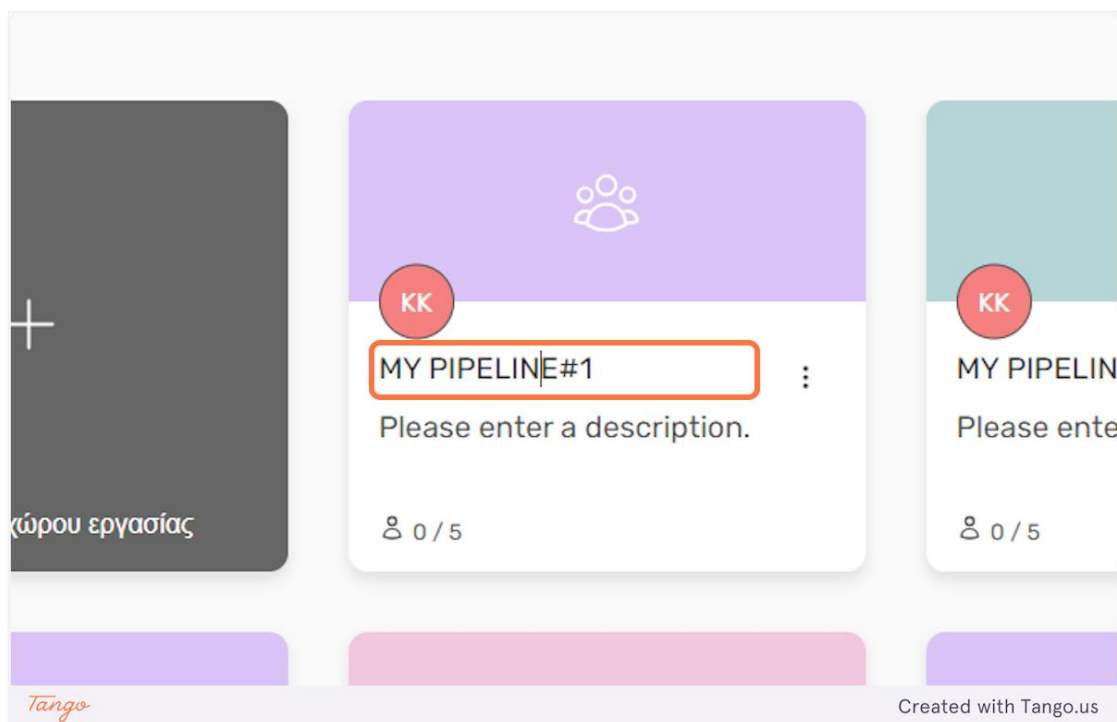 KK
KK
MY PIPELINE#1
MY PIPELIN
Please enter a description.
Please ente
χώρου εργασίας
0 / 5
0 / 5
Tango
Created with Tango.us